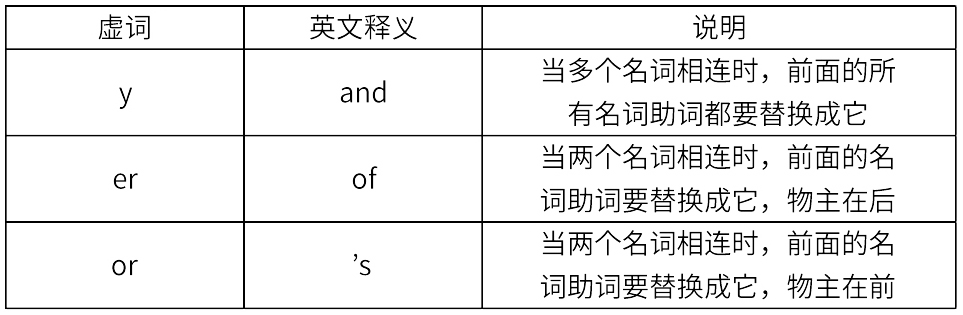 虚词 英文释义 说明
y and 当多个名词相连时，前面的所
有名词助词都要替换成它
er of 当两个名词相连时，前面的名
词助词要替换成它，物主在后
or ’s 当两个名词相连时，前面的名
词助词要替换成它，物主在前